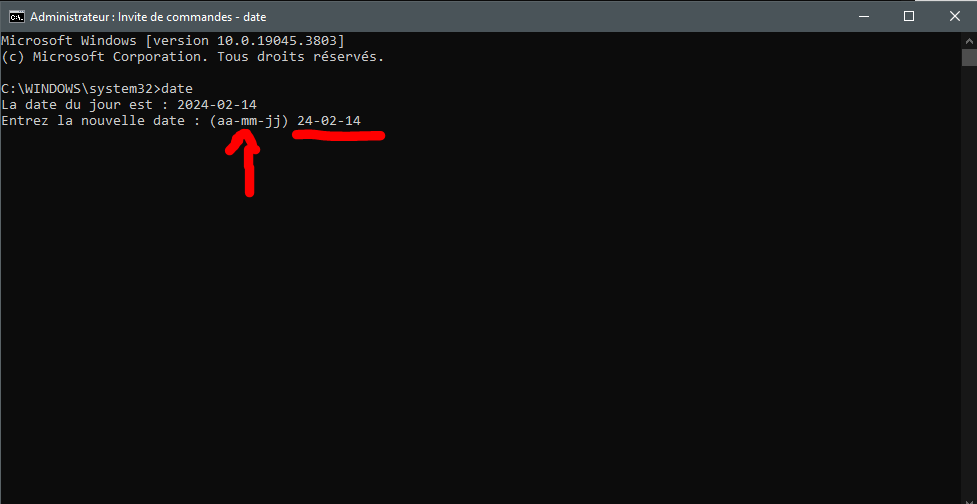 Administrateur : Invite de commandes - date
Microsoft Windows [version 10.0.19045.3803]
(c) Microsoft Corporation. Tous droits réservés.
C:\WINDOWS\system32>date
La date du jour est : 2024-02-14
Entrez la nouvelle date : (aa-mm-jj) 24-02-14